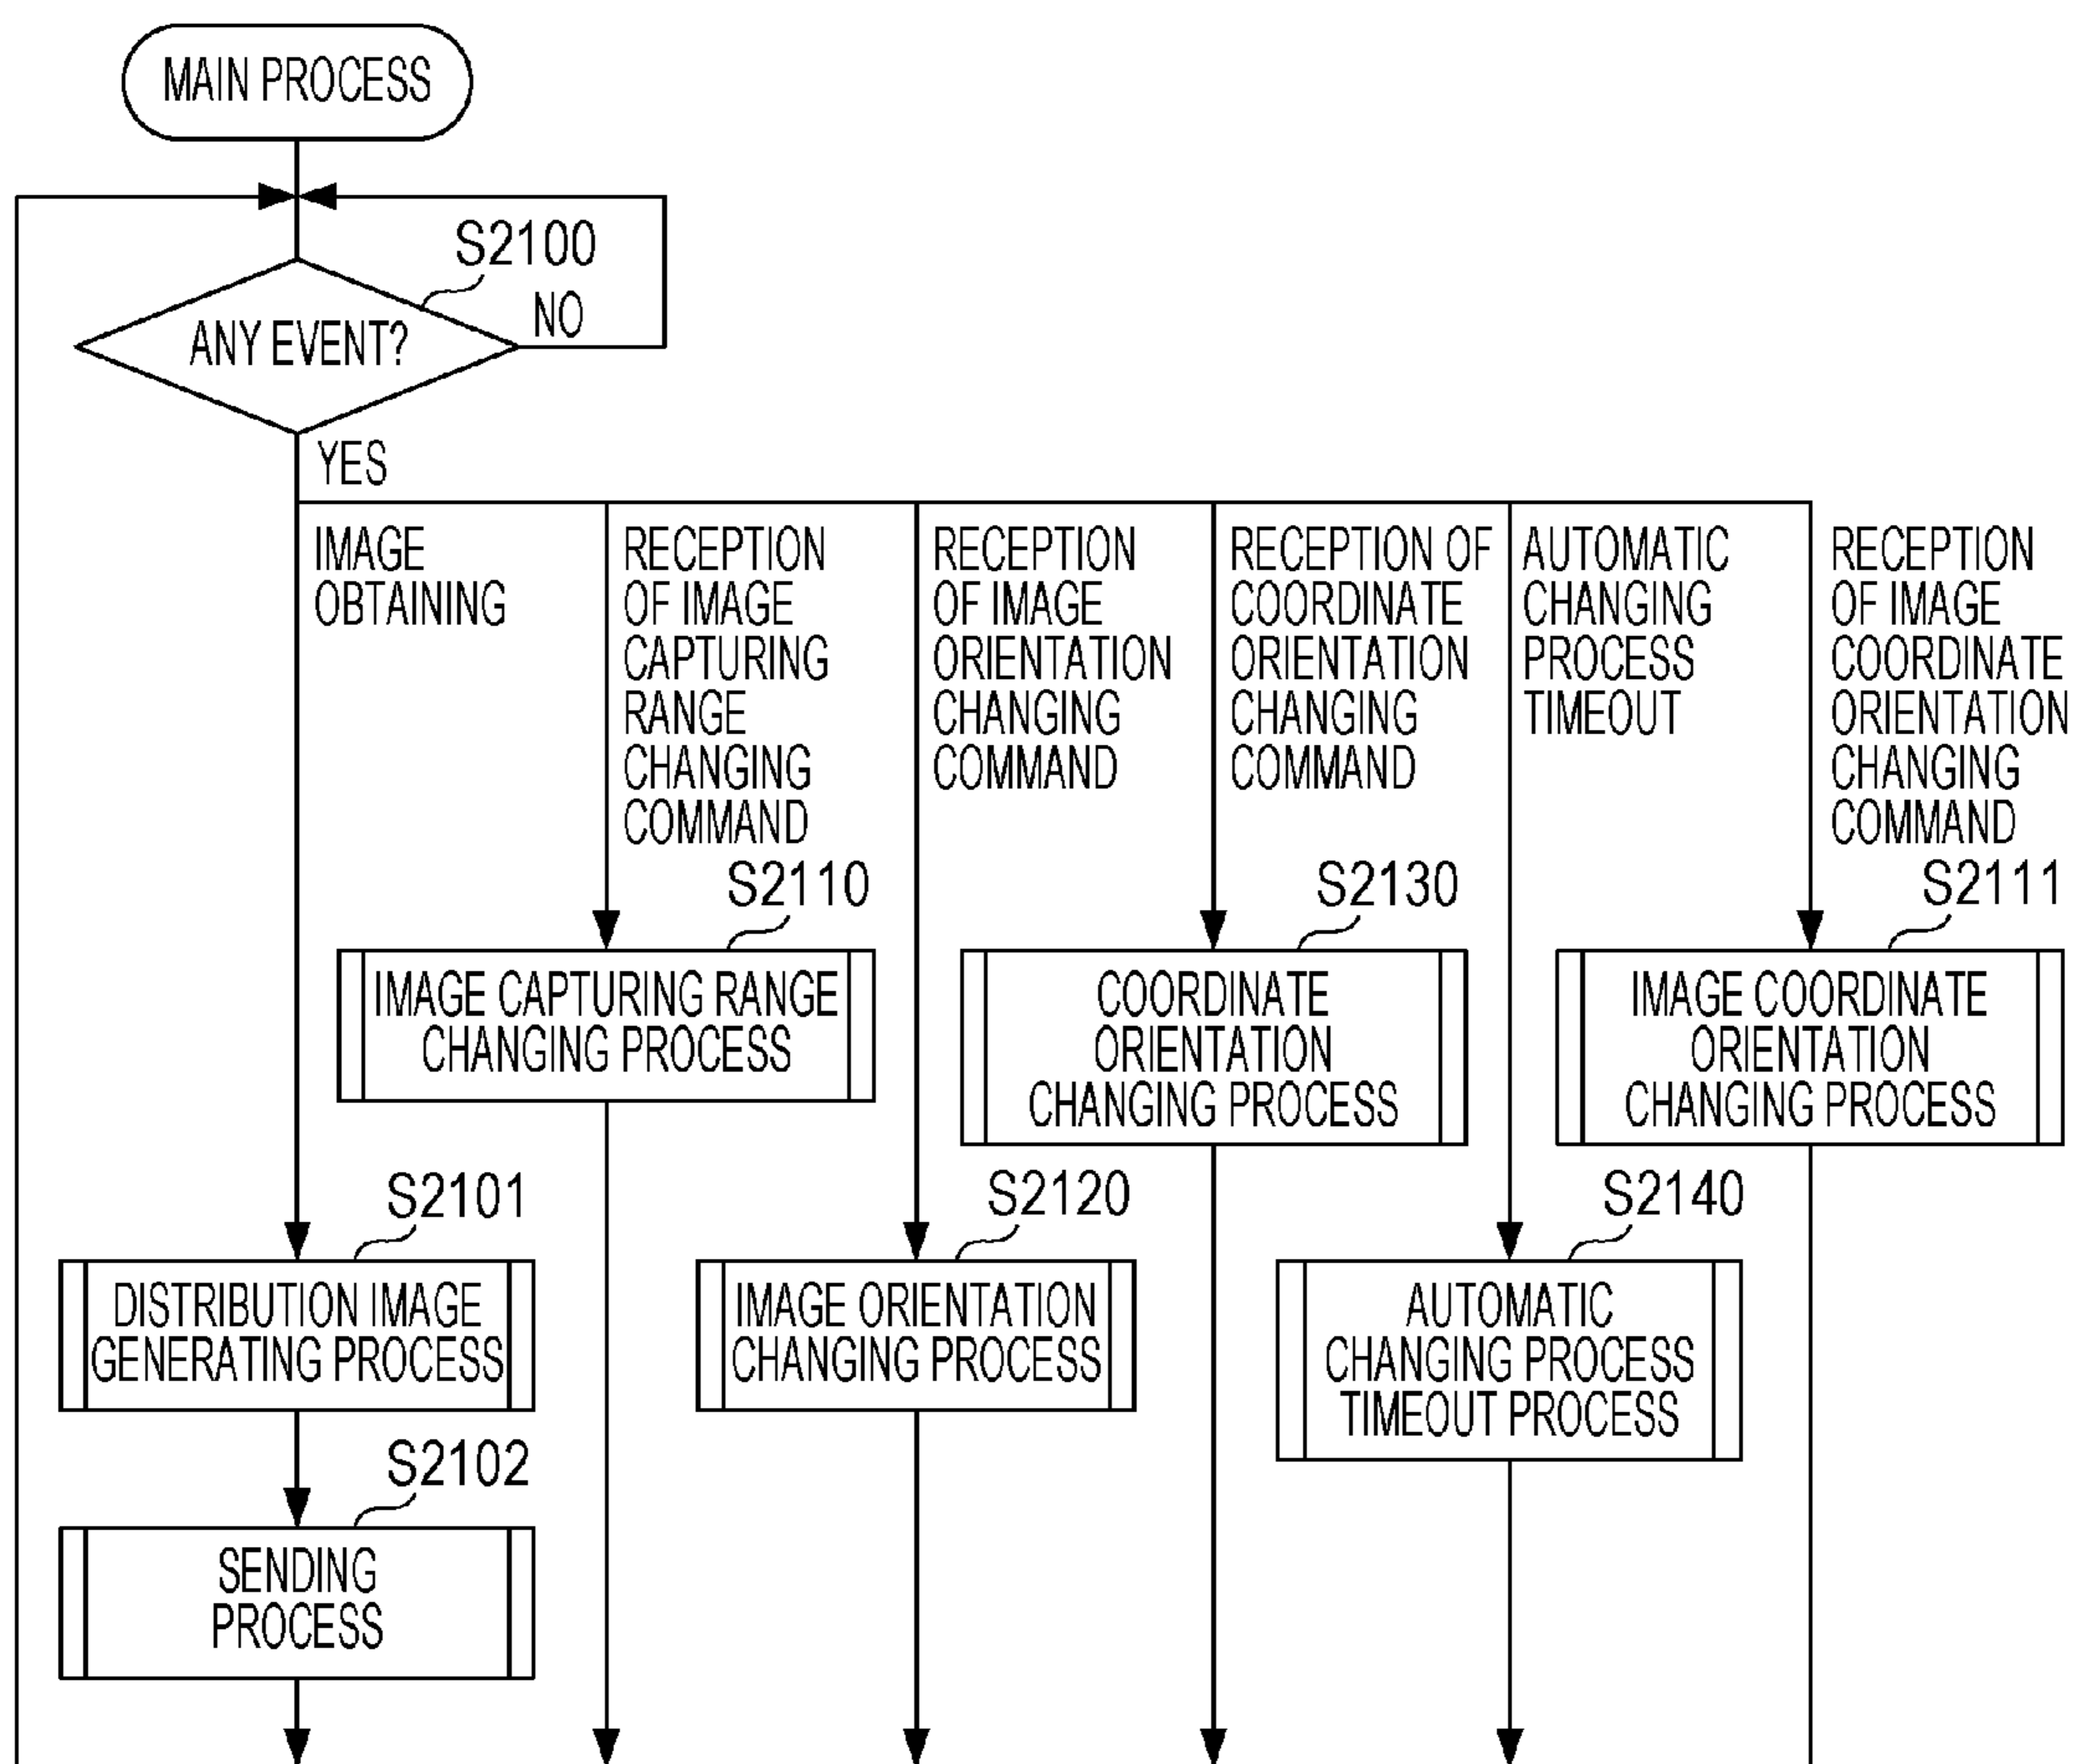 MAIN PROCESS
S2100
NO
ANY EVENT?
YES
IMAGE
OBTAINING
RECEPTION
OF IMAGE
CAPTURING
RANGE
CHANGING
COMMAND
RECEPTION
OF IMAGE
ORIENTATION
CHANGING
COMMAND
RECEPTION OF
COORDINATE
ORIENTATION
CHANGING
COMMAND
AUTOMATIC
CHANGING
PROCESS
TIMEOUT
RECEPTION
OF IMAGE
COORDINATE
ORIENTATION
CHANGING
COMMAND
S2110
IMAGE CAPTURING RANGE
CHANGING PROCESS
S2130
COORDINATE
ORIENTATION
CHANGING PROCESS
S2111
IMAGE COORDINATE
ORIENTATION
CHANGING PROCESS
S2101
DISTRIBUTION IMAGE
GENERATING PROCESS
S2120
IMAGE ORIENTATION
CHANGING PROCESS
S2140
AUTOMATIC
CHANGING PROCESS
TIMEOUT PROCESS
S2102
SENDING
PROCESS